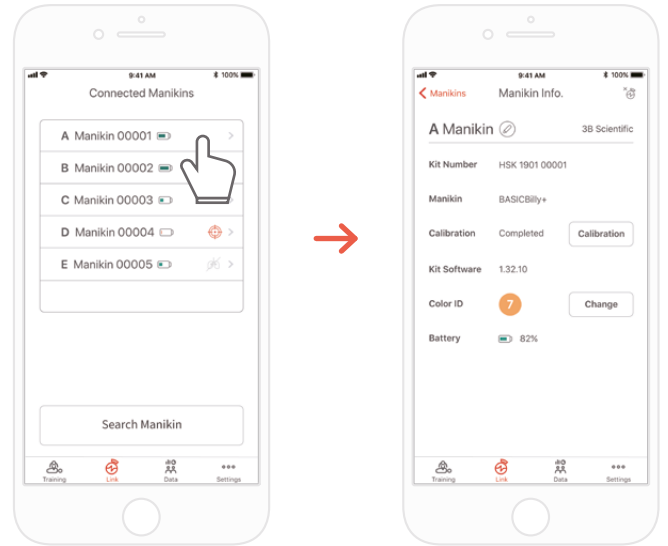 9:41 AM 100%
Connected Manikins
A Manikin 00001
B Manikin 00002
C Manikin 00003
D Manikin 00004
E Manikin 00005
Search Manikin
Training Link Data Settings
9:41 AM 100%
Manikins Manikin Info.
A Manikin 3B Scientific
Kit Number HSK 1901 00001
Manikin BASICBilly+
Calibration Completed Calibration
Kit Software 1.32.10
Color ID 7 Change
Battery 82%
Training Link Data Settings